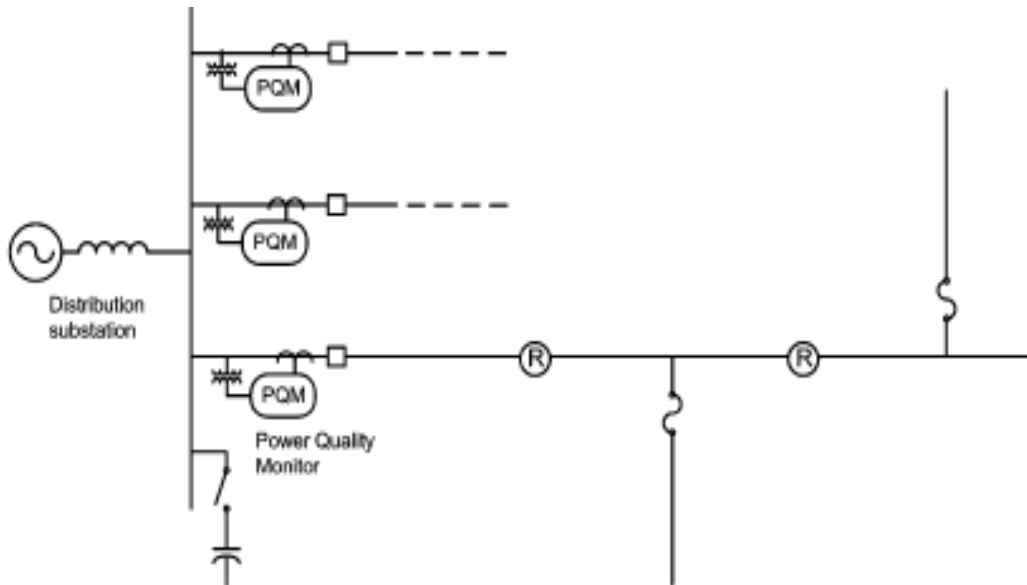 PQM
PQM
Distribution
substation
R
R
PQM
Power Quality
Monitor